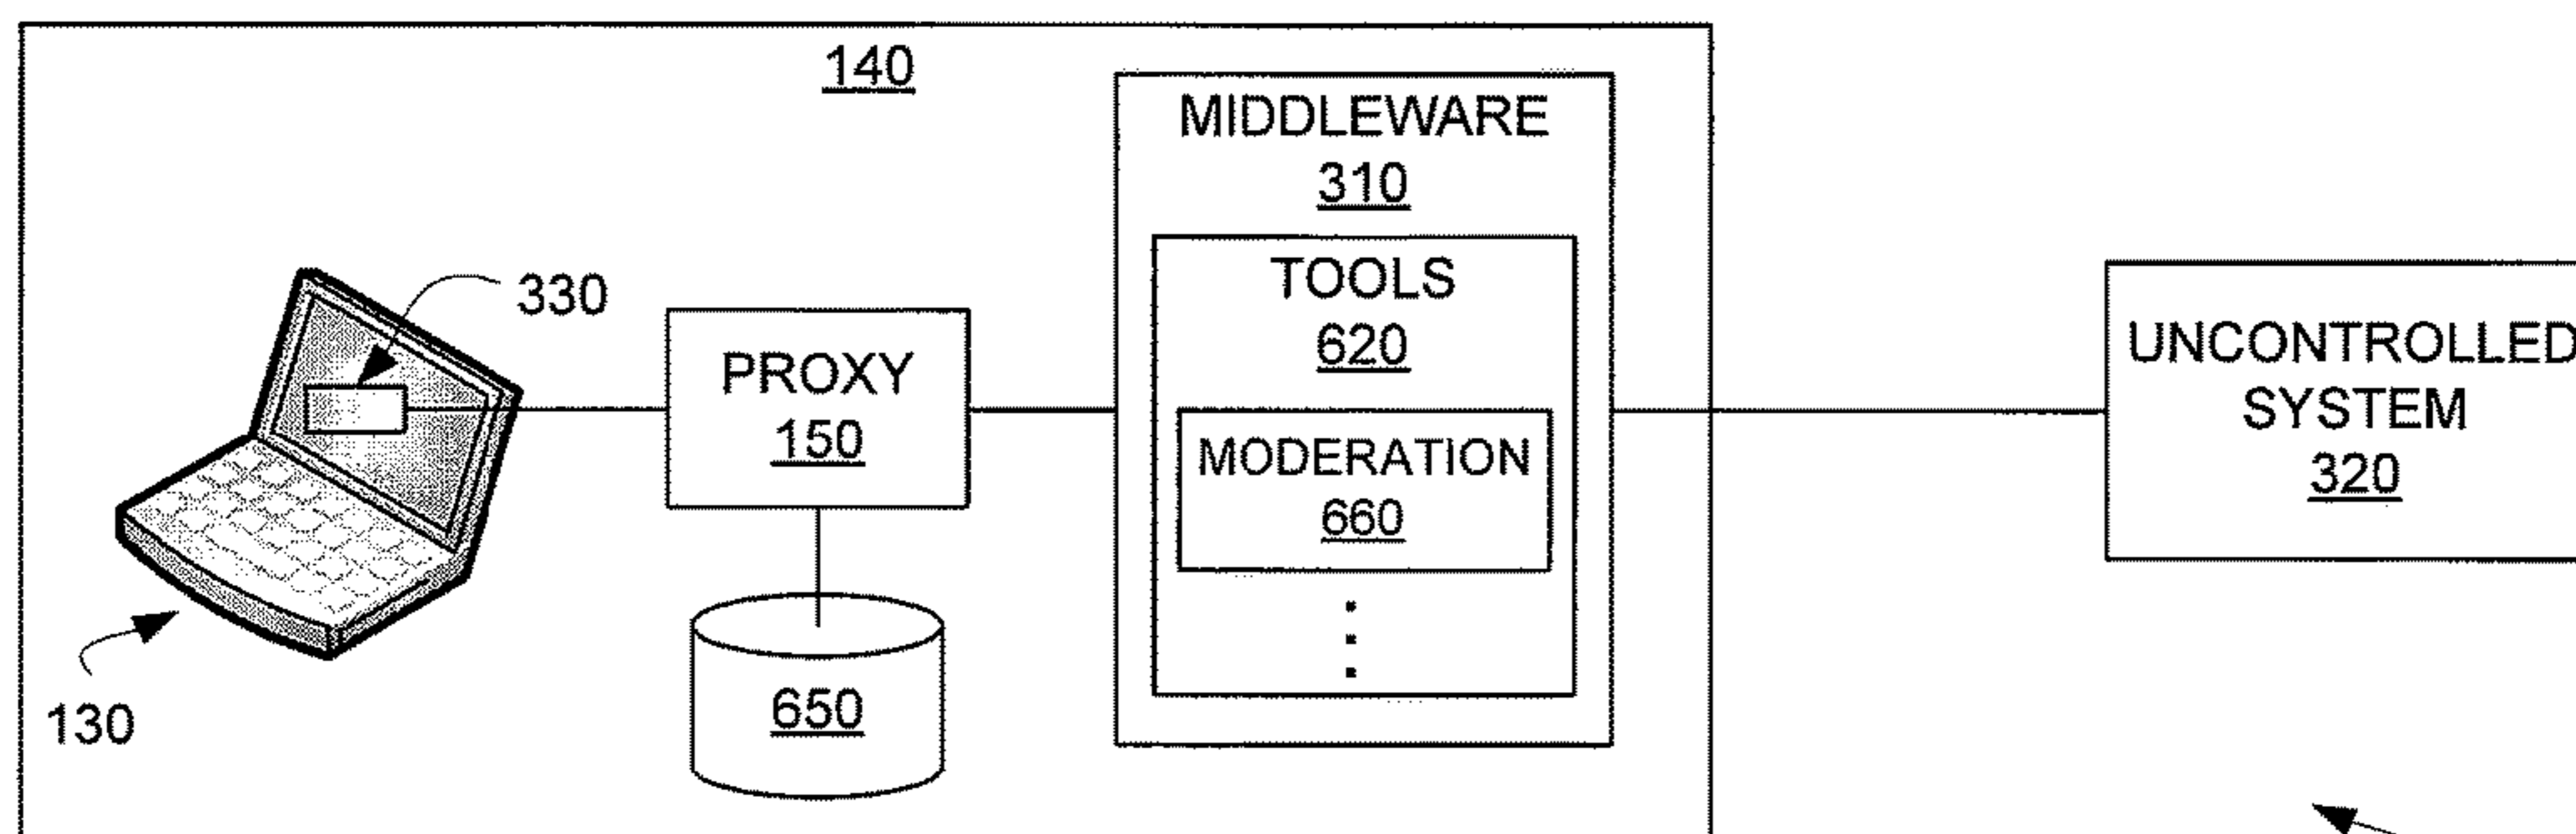 140
MIDDLEWARE
310
TOOLS
620
MODERATION
660
330
PROXY
150
650
130
UNCONTROLLED
SYSTEM
320